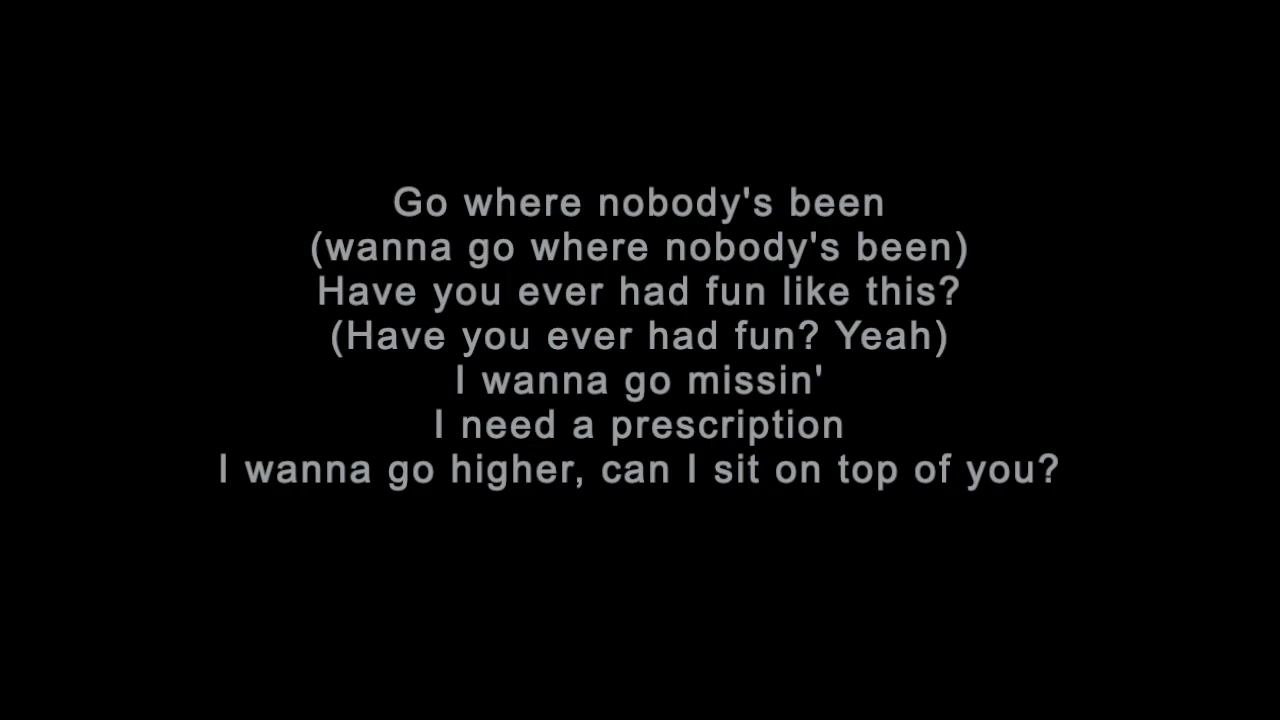 Go where nobody's been
(wanna go where nobody's been)
Have you ever had fun like this?
(Have you ever had fun? Yeah)
I wanna go missin'
I need a prescription
I wanna go higher, can I sit on top of you?